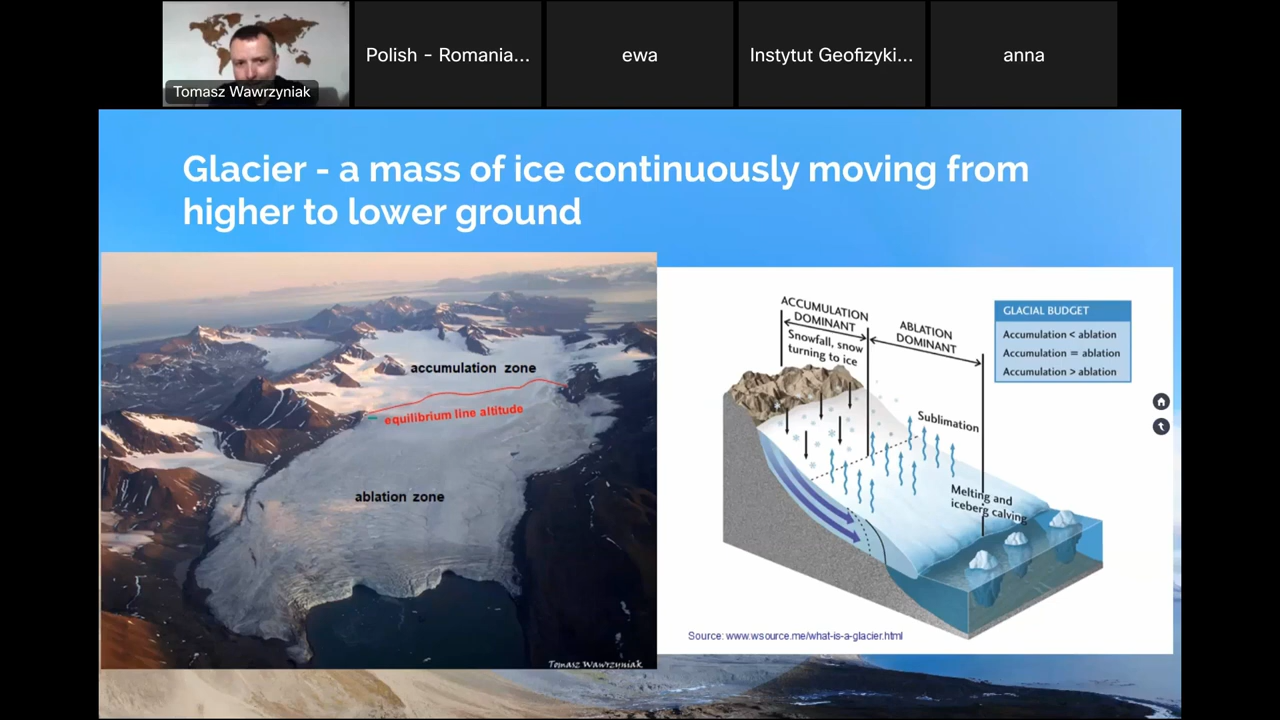 Tomasz Wawrzyniak
Polish - Romania...
ewa
Instytut Geofizyki...
anna
Glacier - a mass of ice continuously moving from
higher to lower ground
accumulation zone
equilibrium line altitude
ablation zone
Tomasz Wawrzyniak
ACCUMULATION
DOMINANT
Snowfall, snow
turning to ice
ABLATION
DOMINANT
GLACIAL BUDGET
Accumulation < ablation
Accumulation = ablation
Accumulation > ablation
Sublimation
Melting and
iceberg calving
Source: www.wsource.me/what-is-a-glacier.html